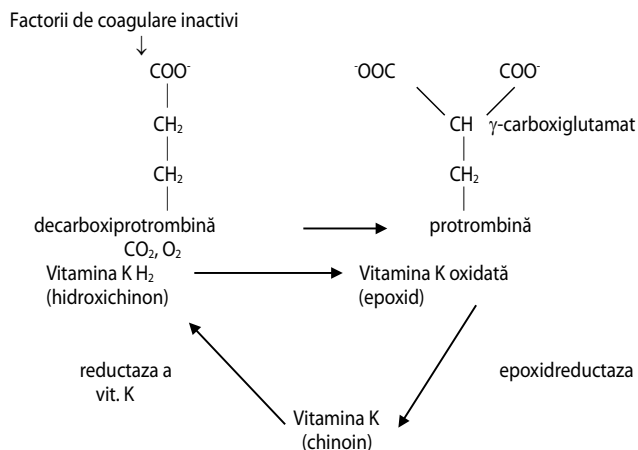 Factorii de coagulare inactivi
↓
COO⁻ ⁻OOC COO⁻
CH₂ CH γ-carboxiglutamat
CH₂ CH₂
decarboxiprotrombină protrombină
CO₂, O₂
Vitamina K H₂ Vitamina K oxidată
(hidroxichinon) (epoxid)
reductaza a epoxidreductaza
vit. K
Vitamina K
(chinoin)